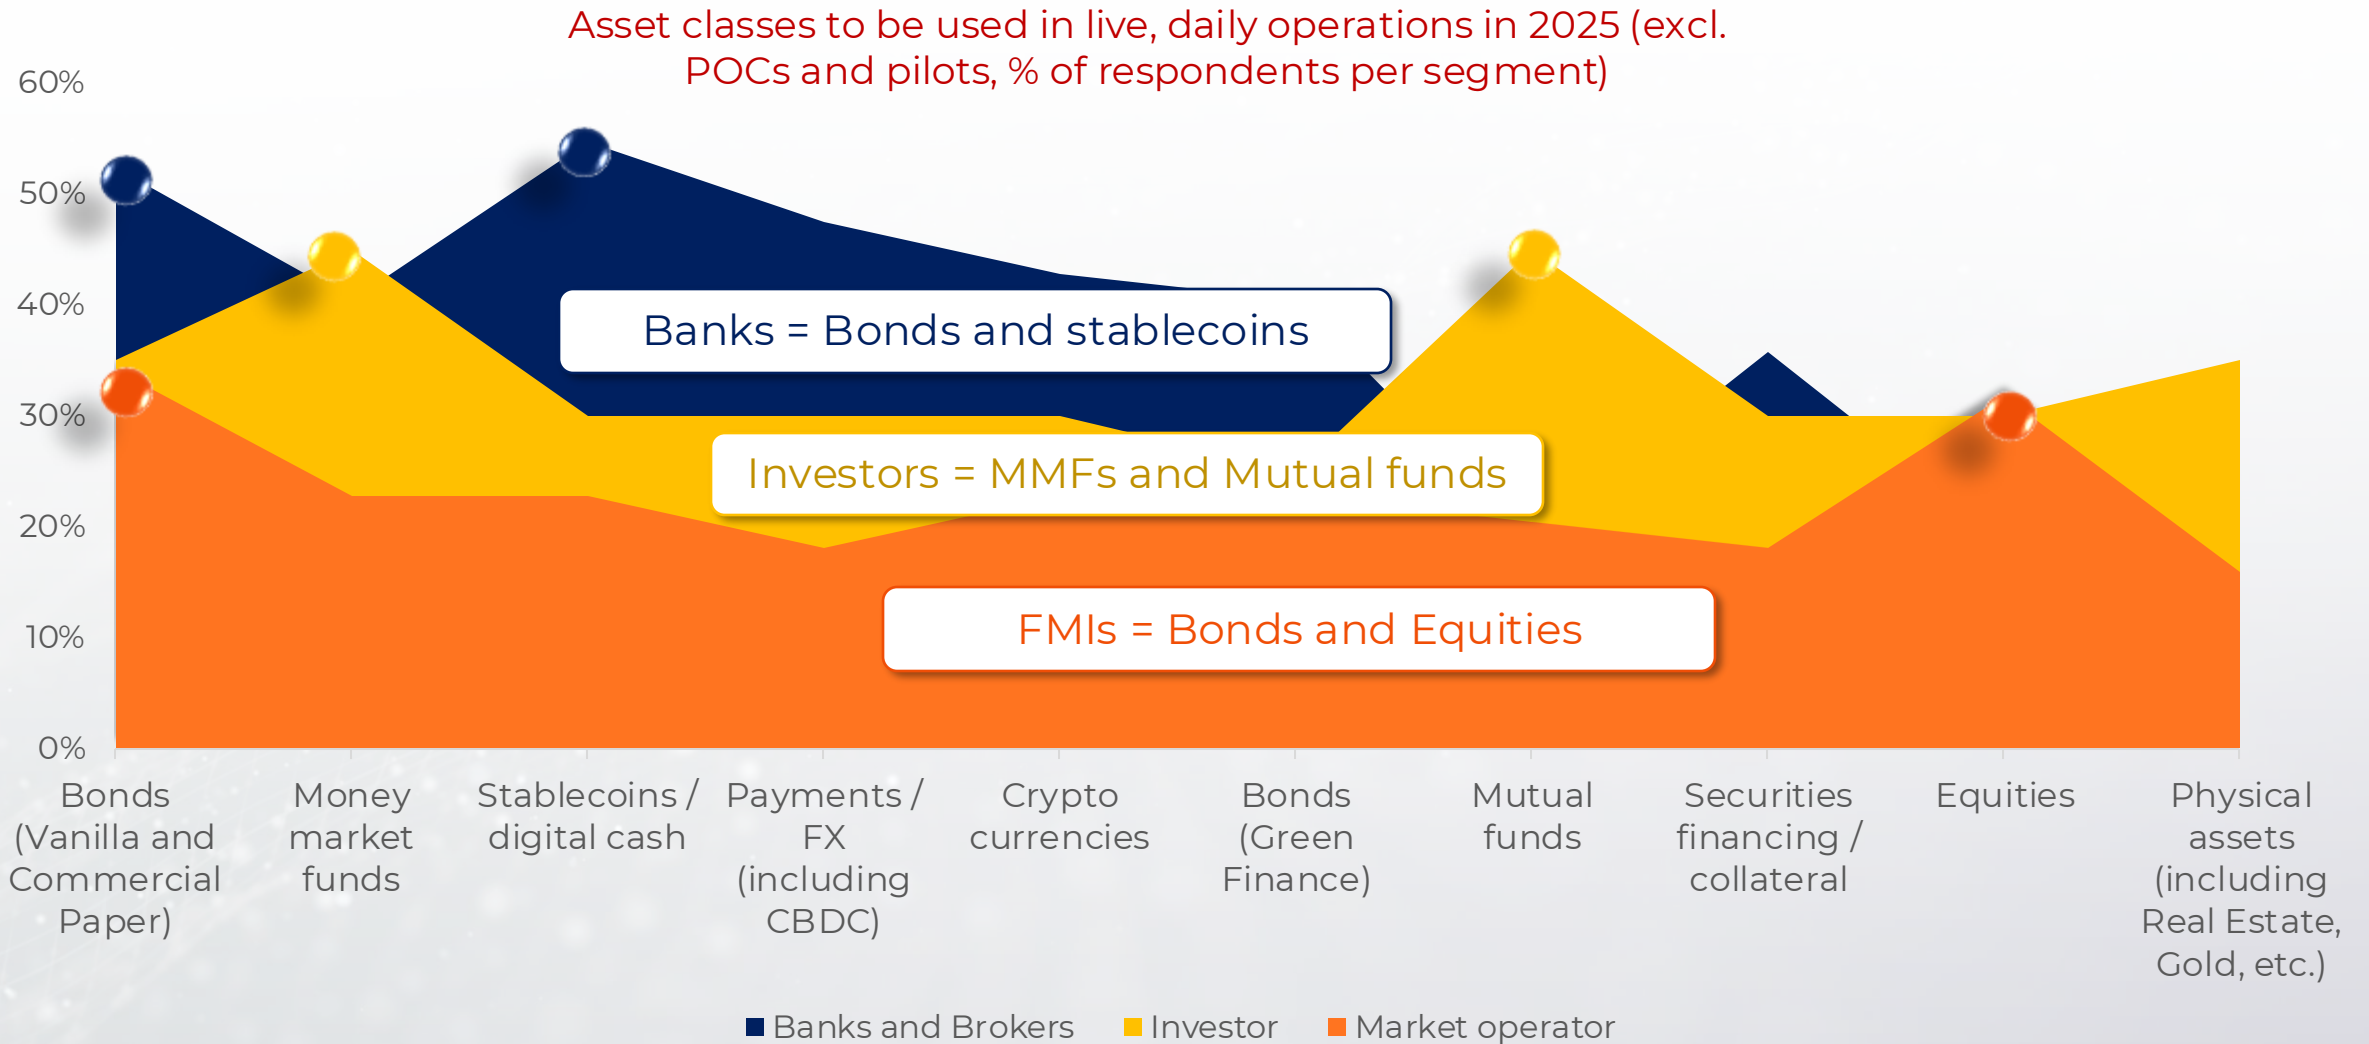 Asset classes to be used in live, daily operations in 2025 (excl.
POCs and pilots, % of respondents per segment)
60%
50%
40%
30%
20%
10%
0%
Banks = Bonds and stablecoins
Investors = MMFs and Mutual funds
FMIs = Bonds and Equities
Bonds
(Vanilla and
Commercial
Paper)
Money
market
funds
Stablecoins /
digital cash
Payments /
FX
(including
CBDC)
Crypto
currencies
Bonds
(Green
Finance)
Mutual
funds
Securities
financing /
collateral
Equities
Physical
assets
(including
Real Estate,
Gold, etc.)
Banks and Brokers
Investor
Market operator